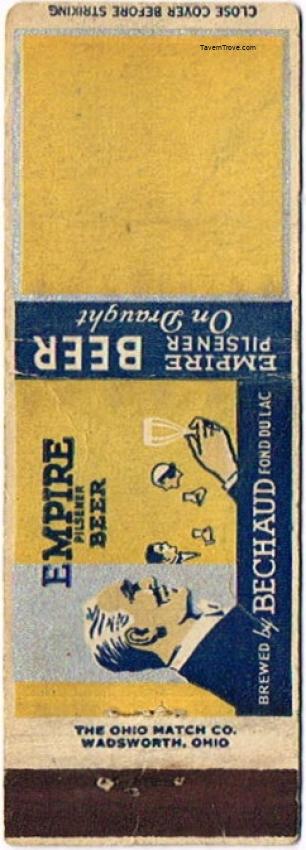 CLOSE COVER BEFORE STRIKING
TavernTrove.com
EMPIRE
PILSENER
BEER
On Draught
EMPIRE
PILSENER
BEER
BREWED by BECHAUD FOND DU LAC
THE OHIO MATCH CO.
WADSWORTH, OHIO